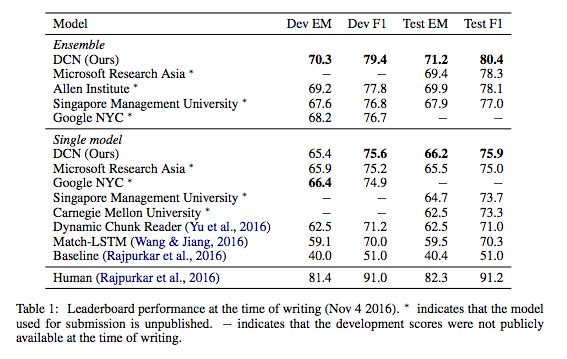 Model Dev EM Dev F1 Test EM Test F1
Ensemble
DCN (Ours) 70.3 79.4 71.2 80.4
Microsoft Research Asia * − − 69.4 78.3
Allen Institute * 69.2 77.8 69.9 78.1
Singapore Management University * 67.6 76.8 67.9 77.0
Google NYC * 68.2 76.7 − −
Single model
DCN (Ours) 65.4 75.6 66.2 75.9
Microsoft Research Asia * 65.9 75.2 65.5 75.0
Google NYC * 66.4 74.9 − −
Singapore Management University * − − 64.7 73.7
Carnegie Mellon University * − − 62.5 73.3
Dynamic Chunk Reader (Yu et al., 2016) 62.5 71.2 62.5 71.0
Match-LSTM (Wang & Jiang, 2016) 59.1 70.0 59.5 70.3
Baseline (Rajpurkar et al., 2016) 40.0 51.0 40.4 51.0
Human (Rajpurkar et al., 2016) 81.4 91.0 82.3 91.2
Table 1: Leaderboard performance at the time of writing (Nov 4 2016). * indicates that the model
used for submission is unpublished. − indicates that the development scores were not publicly
available at the time of writing.